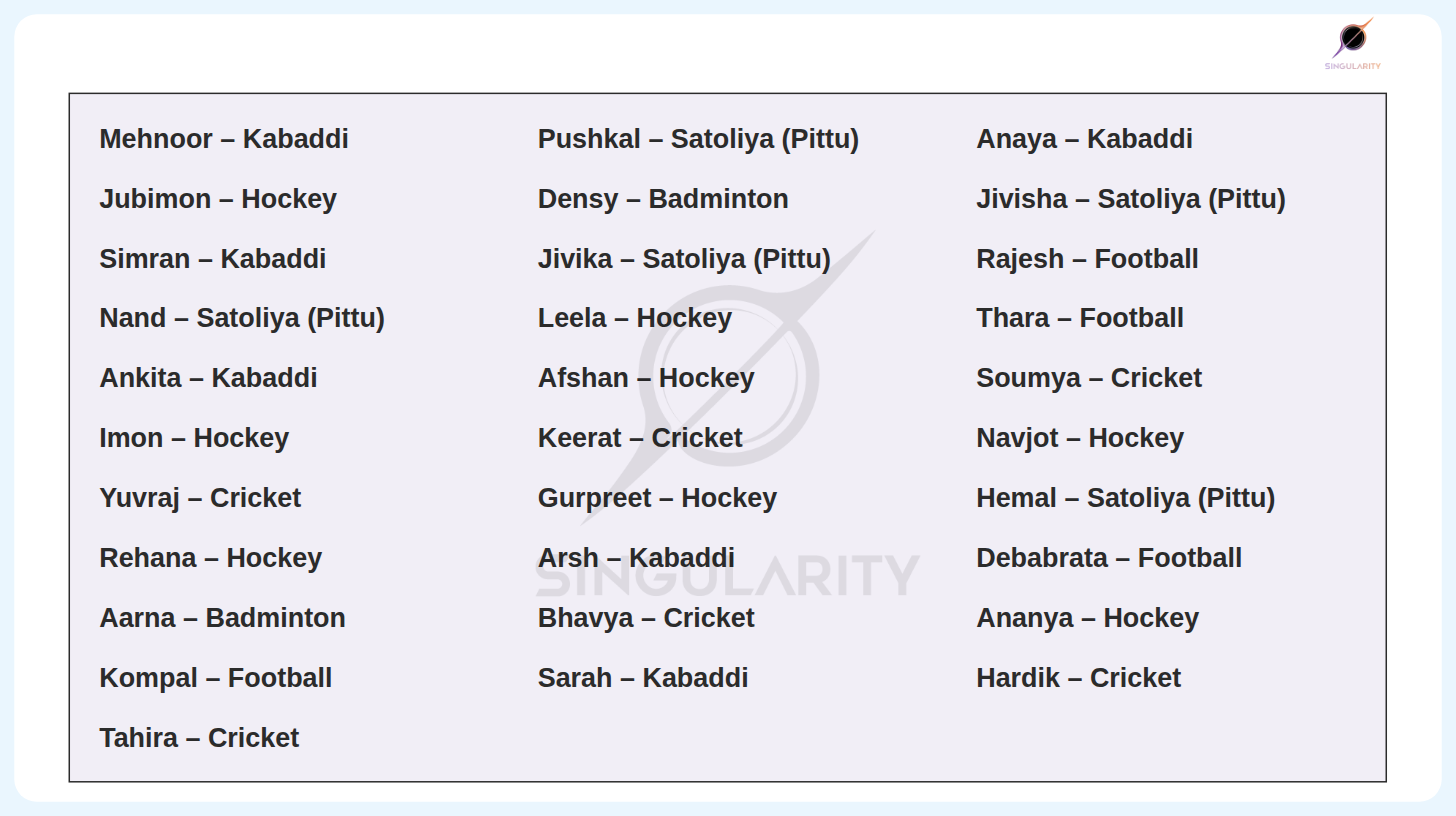 SINGULARITY
Mehnoor – Kabaddi
Pushkal – Satoliya (Pittu)
Anaya – Kabaddi
Jubimon – Hockey
Densy – Badminton
Jivisha – Satoliya (Pittu)
Simran – Kabaddi
Jivika – Satoliya (Pittu)
Rajesh – Football
Nand – Satoliya (Pittu)
Leela – Hockey
Thara – Football
Ankita – Kabaddi
Afshan – Hockey
Soumya – Cricket
Imon – Hockey
Keerat – Cricket
Navjot – Hockey
Yuvraj – Cricket
Gurpreet – Hockey
Hemal – Satoliya (Pittu)
Rehana – Hockey
Arsh – Kabaddi
Debabrata – Football
SINGULARITY
Aarna – Badminton
Bhavya – Cricket
Ananya – Hockey
Kompal – Football
Sarah – Kabaddi
Hardik – Cricket
Tahira – Cricket